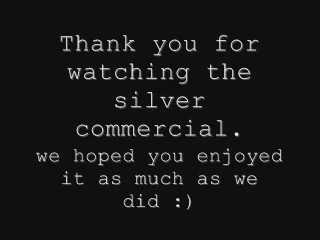 Thank you for
watching the
silver
commercial.
we hoped you enjoyed
it as much as we
did :)